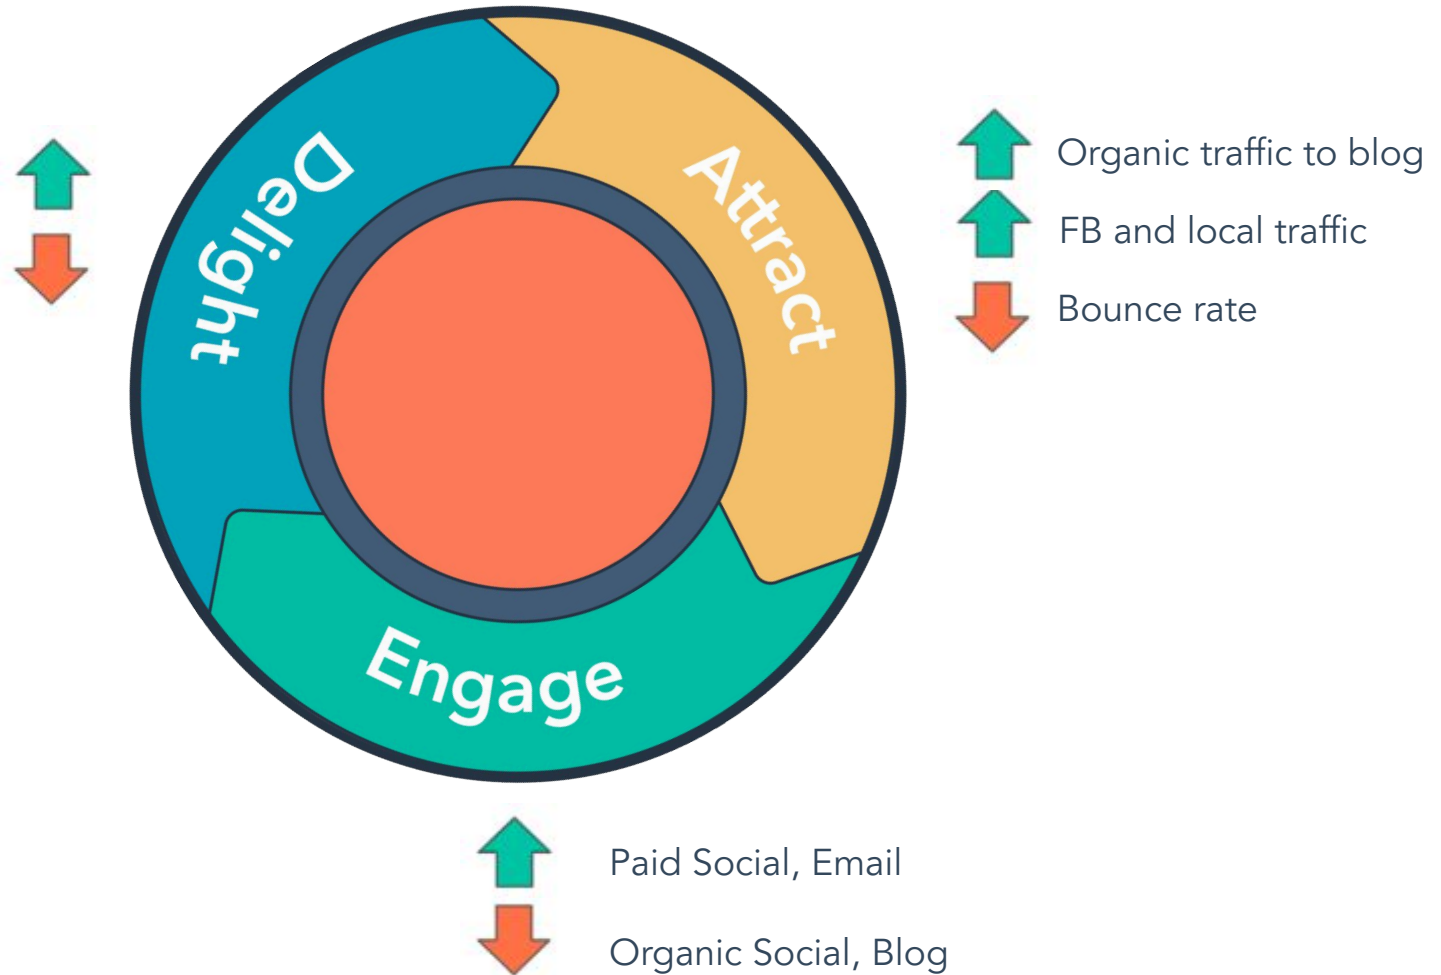 Delight
Attract
Organic traffic to blog
FB and local traffic
Bounce rate
Engage
Paid Social, Email
Organic Social, Blog